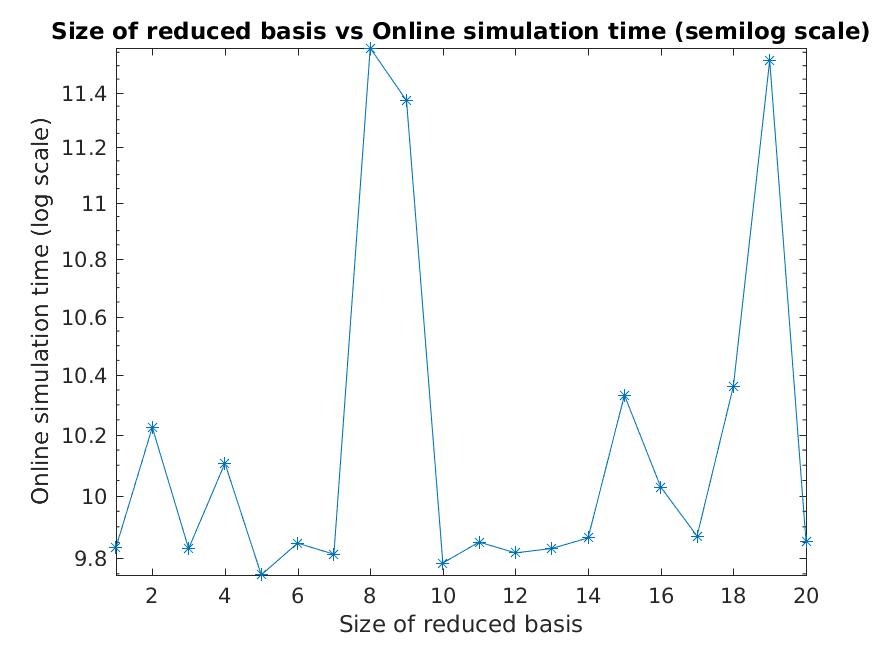 Size of reduced basis vs Online simulation time (semilog scale)
Online simulation time (log scale)
11.4
11.2
11
10.8
10.6
10.4
10.2
10
9.8
2 4 6 8 10 12 14 16 18 20
Size of reduced basis